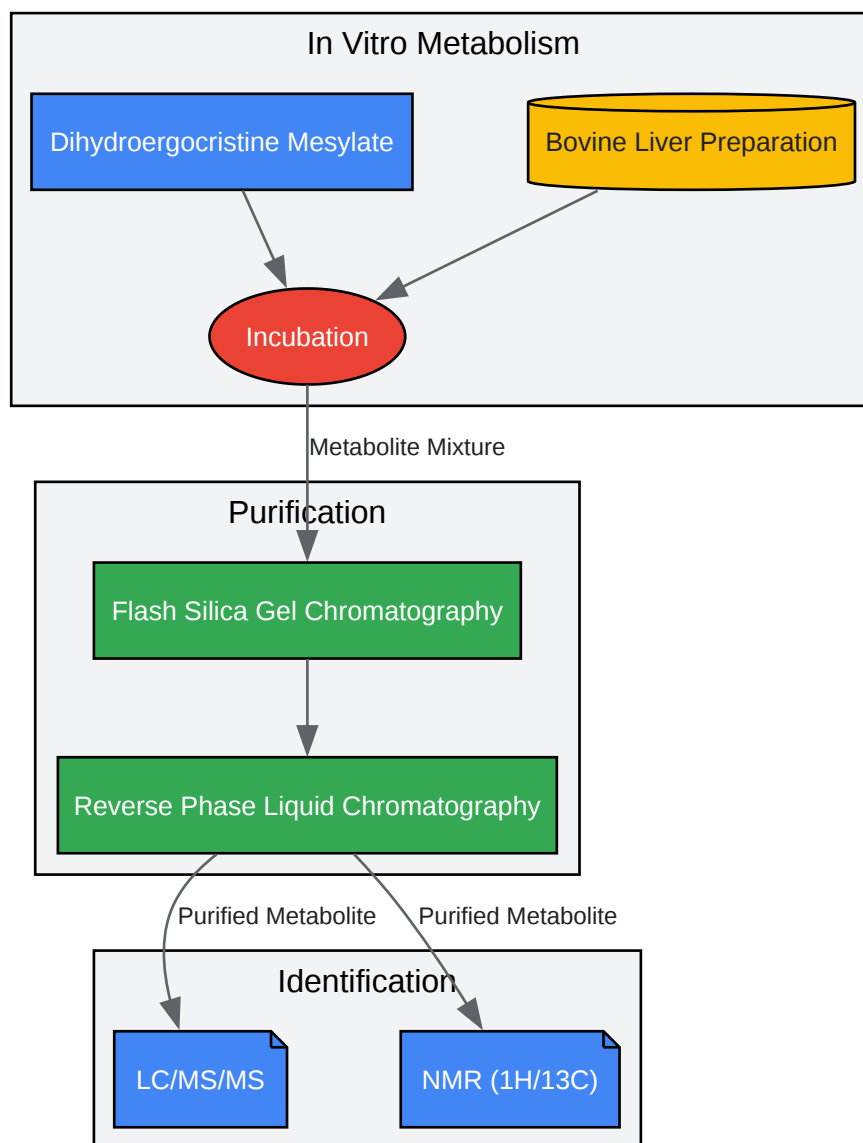 In Vitro Metabolism
Dihydroergocristine Mesylate
Bovine Liver Preparation
Incubation
Metabolite Mixture
Purification
Flash Silica Gel Chromatography
Reverse Phase Liquid Chromatography
Purified Metabolite
Purified Metabolite
Identification
LC/MS/MS
NMR (1H/13C)